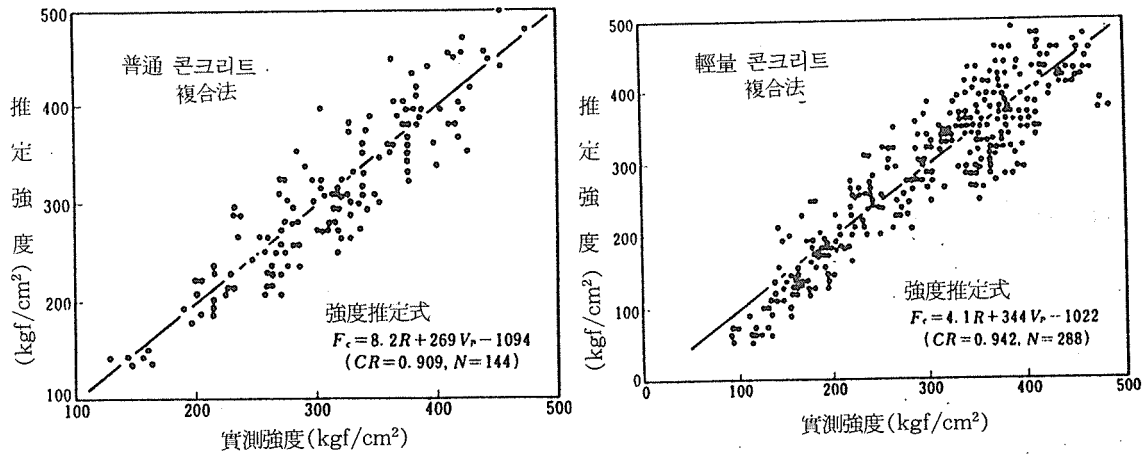 500
400
300
200
100
推定強度 (kgf/cm²)
普通 콘크리트
複合法
強度推定式
F_c=8.2R+269V_P−1094
(CR=0.909, N=144)
100 200 300 400 500
實測強度(kgf/cm²)
500
400
300
200
100
0
推定強度 (kgf/cm²)
輕量 콘크리트
複合法
強度推定式
F_c=4.1R+344V_P−1022
(CR=0.942, N=288)
0 100 200 300 400 500
實測強度(kgf/cm²)